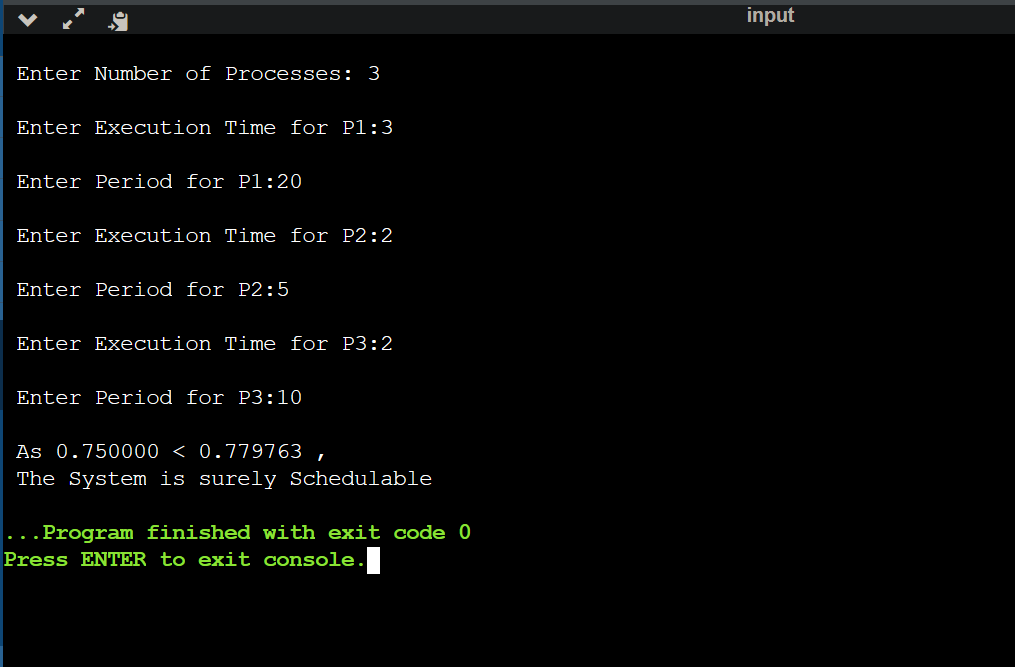 input
Enter Number of Processes: 3
Enter Execution Time for P1:3
Enter Period for P1:20
Enter Execution Time for P2:2
Enter Period for P2:5
Enter Execution Time for P3:2
Enter Period for P3:10
As 0.750000 < 0.779763 ,
The System is surely Schedulable
...Program finished with exit code 0
Press ENTER to exit console.